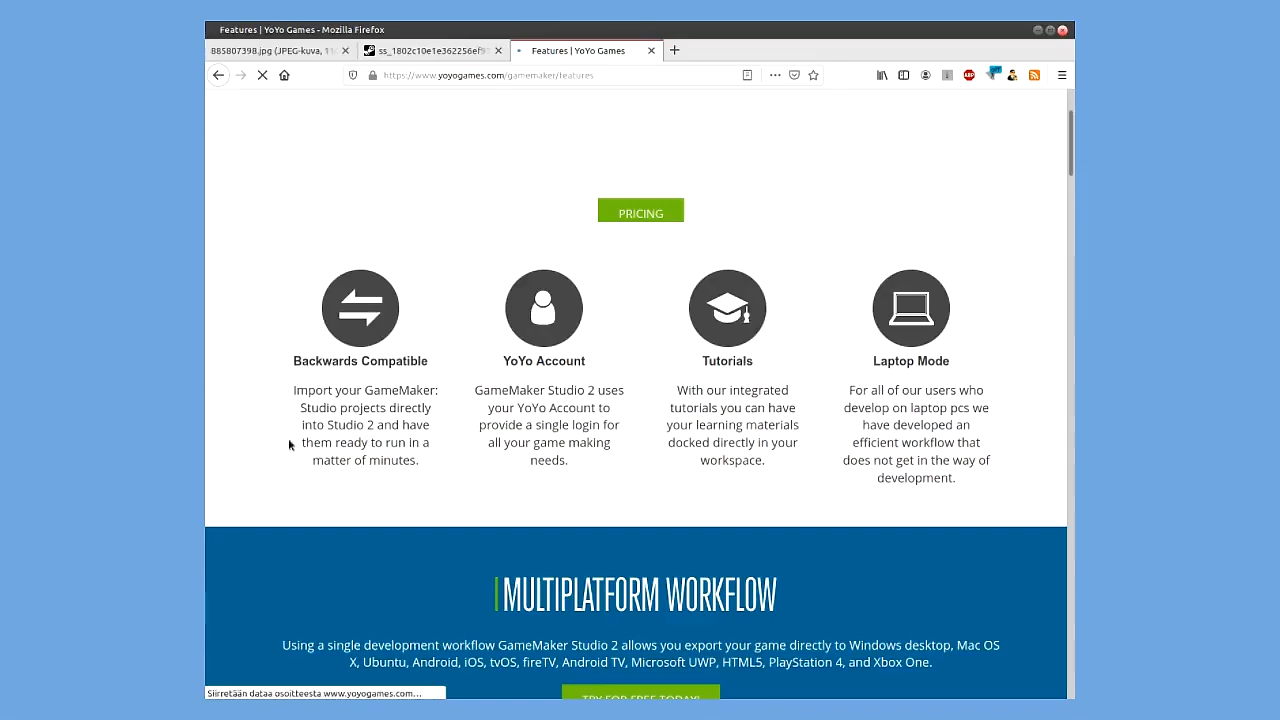 Features | YoYo Games - Mozilla Firefox
885807398.jpg (JPEG-kuva, 11
ss_1802c10e1e362256ef9
Features | YoYo Games
https://www.yoyogames.com/gamemaker/features
PRICING
Backwards Compatible
YoYo Account
Tutorials
Laptop Mode
Import your GameMaker:
Studio projects directly
into Studio 2 and have
them ready to run in a
matter of minutes.
GameMaker Studio 2 uses
your YoYo Account to
provide a single login for
all your game making
needs.
With our integrated
tutorials you can have
your learning materials
docked directly in your
workspace.
For all of our users who
develop on laptop pcs we
have developed an
efficient workflow that
does not get in the way of
development.
MULTIPLATFORM WORKFLOW
Using a single development workflow GameMaker Studio 2 allows you export your game directly to Windows desktop, Mac OS
X, Ubuntu, Android, iOS, tvOS, fireTV, Android TV, Microsoft UWP, HTML5, PlayStation 4, and Xbox One.
TRY FOR FREE TODAY!
Siirretään dataa osoitteesta www.yoyogames.com…